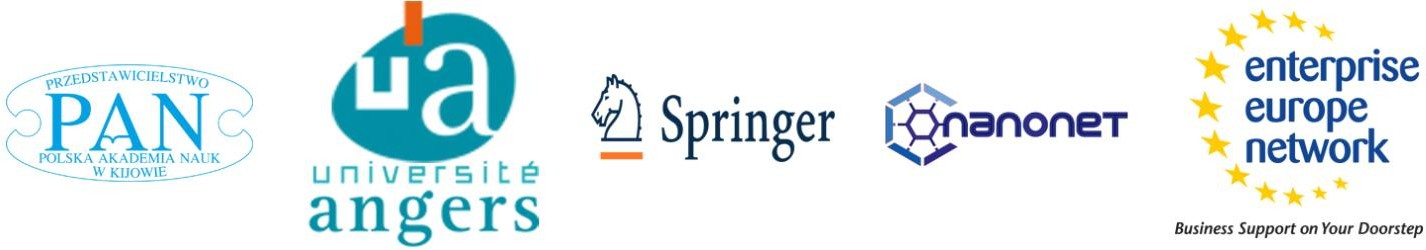 PRZEDSTAWICIELSTWO
PAN
POLSKA AKADEMIA NAUK
W KIJOWIE
ua
université
angers
Springer
nanonet
enterprise
europe
network
Business Support on Your Doorstep